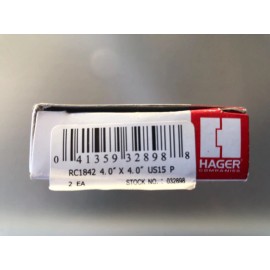 0 41359 32898 8
RC1842 4.0" X 4.0" US15 P
2 EA STOCK NO. : 032898
HAGER
COMPANIES